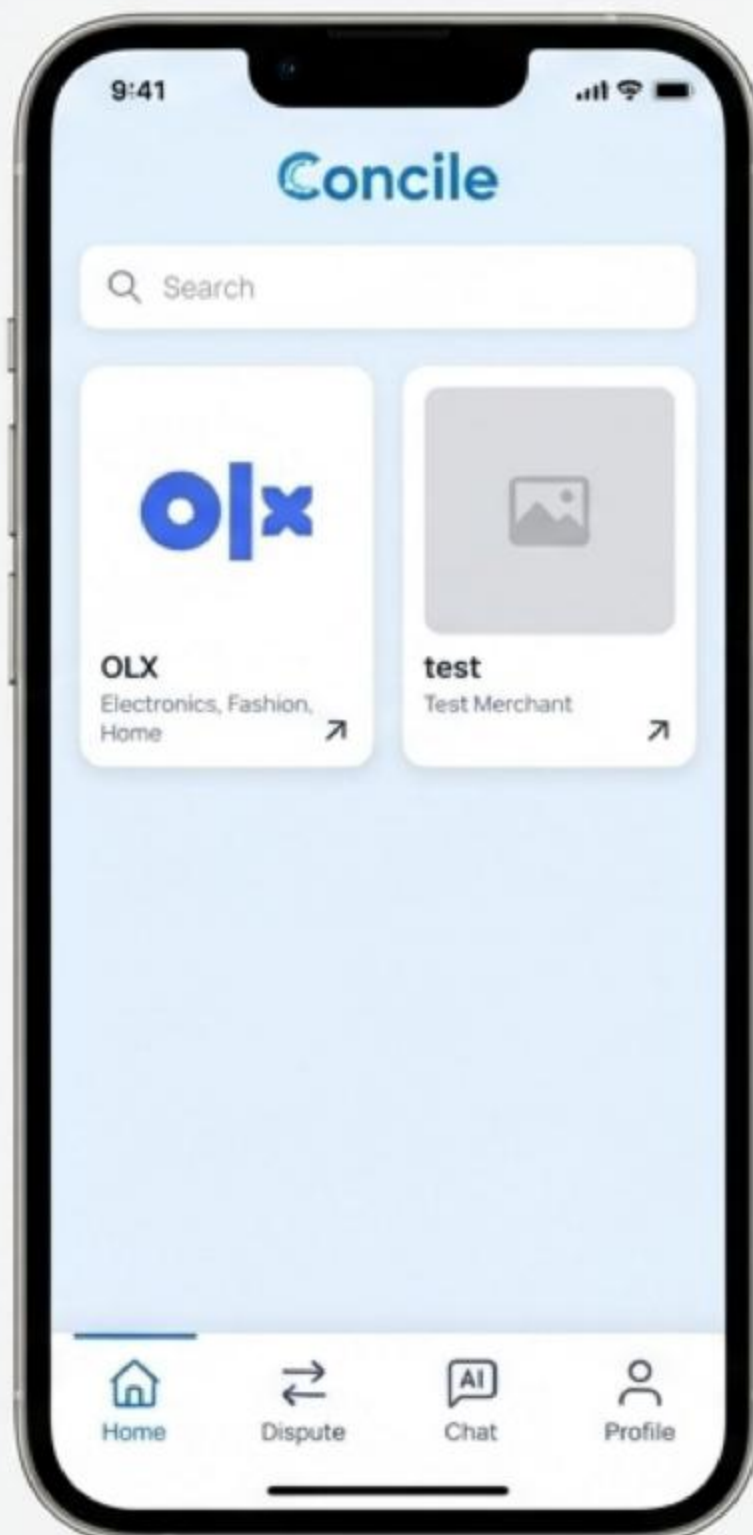 9:41
Concile
Search
olx
OLX
Electronics, Fashion,
Home
test
Test Merchant
Home
Dispute
AI
Chat
Profile